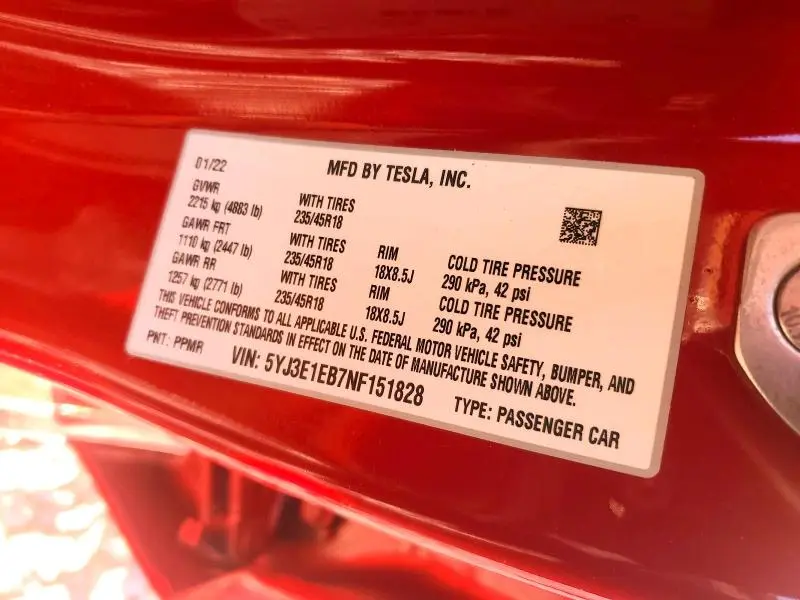 01/22
MFD BY TESLA, INC.
GVWR
2215 kg (4883 lb)
WITH TIRES
235/45R18
GAWR FRT
1110 kg (2447 lb)
WITH TIRES
235/45R18
RIM
18X8.5J
COLD TIRE PRESSURE
290 kPa, 42 psi
GAWR RR
1257 kg (2771 lb)
WITH TIRES
235/45R18
RIM
18X8.5J
COLD TIRE PRESSURE
290 kPa, 42 psi
THIS VEHICLE CONFORMS TO ALL APPLICABLE U.S. FEDERAL MOTOR VEHICLE SAFETY, BUMPER, AND
THEFT PREVENTION STANDARDS IN EFFECT ON THE DATE OF MANUFACTURE SHOWN ABOVE.
PNT: PPMR
VIN: 5YJ3E1EB7NF151828
TYPE: PASSENGER CAR